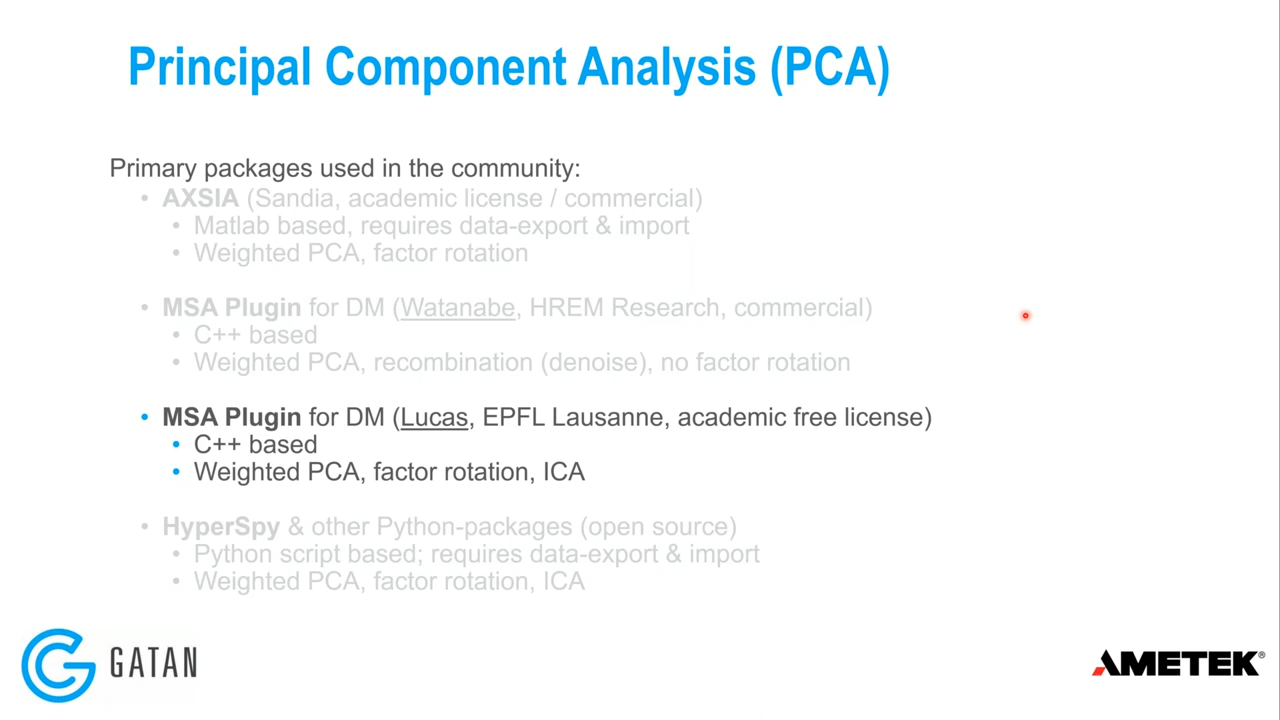 Principal Component Analysis (PCA)
Primary packages used in the community:
• AXSIA (Sandia, academic license / commercial)
• Matlab based, requires data-export & import
• Weighted PCA, factor rotation
• MSA Plugin for DM (Watanabe, HREM Research, commercial)
• C++ based
• Weighted PCA, recombination (denoise), no factor rotation
• MSA Plugin for DM (Lucas, EPFL Lausanne, academic free license)
• C++ based
• Weighted PCA, factor rotation, ICA
• HyperSpy & other Python-packages (open source)
• Python script based; requires data-export & import
• Weighted PCA, factor rotation, ICA
GATAN
AMETEK®